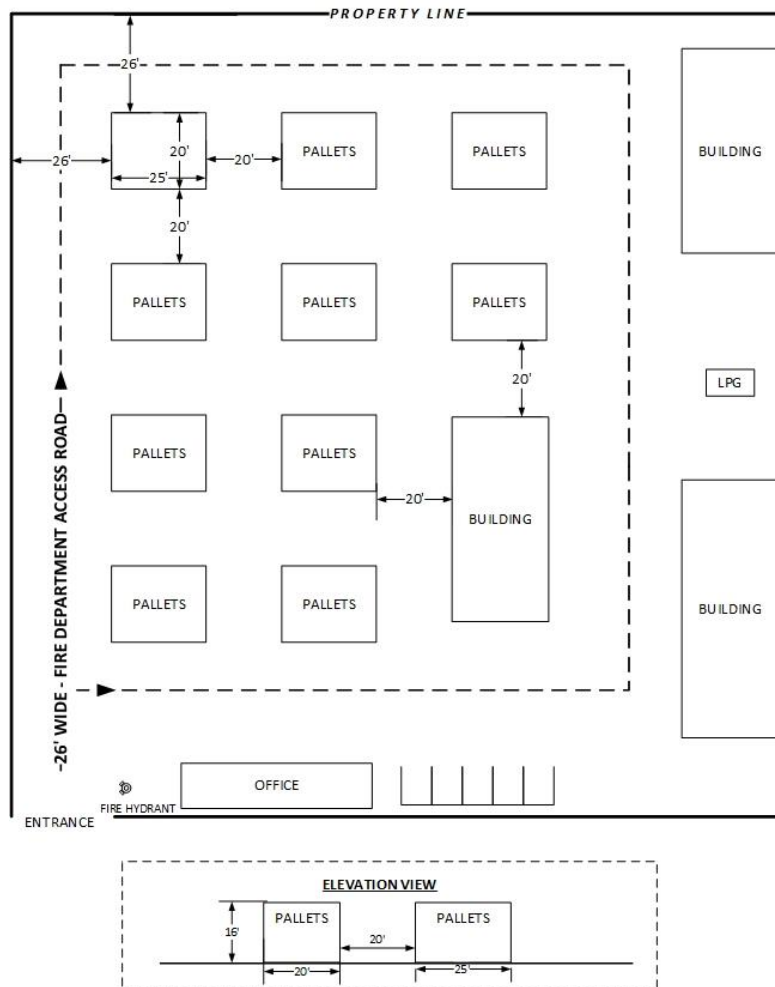 PROPERTY LINE
26'
26'
20'
25'
20'
PALLETS
PALLETS
BUILDING
20'
PALLETS
PALLETS
PALLETS
20'
LPG
26' WIDE - FIRE DEPARTMENT ACCESS ROAD
PALLETS
PALLETS
20'
BUILDING
PALLETS
PALLETS
BUILDING
OFFICE
FIRE HYDRANT
ENTRANCE
ELEVATION VIEW
PALLETS
PALLETS
16'
20'
20'
25'